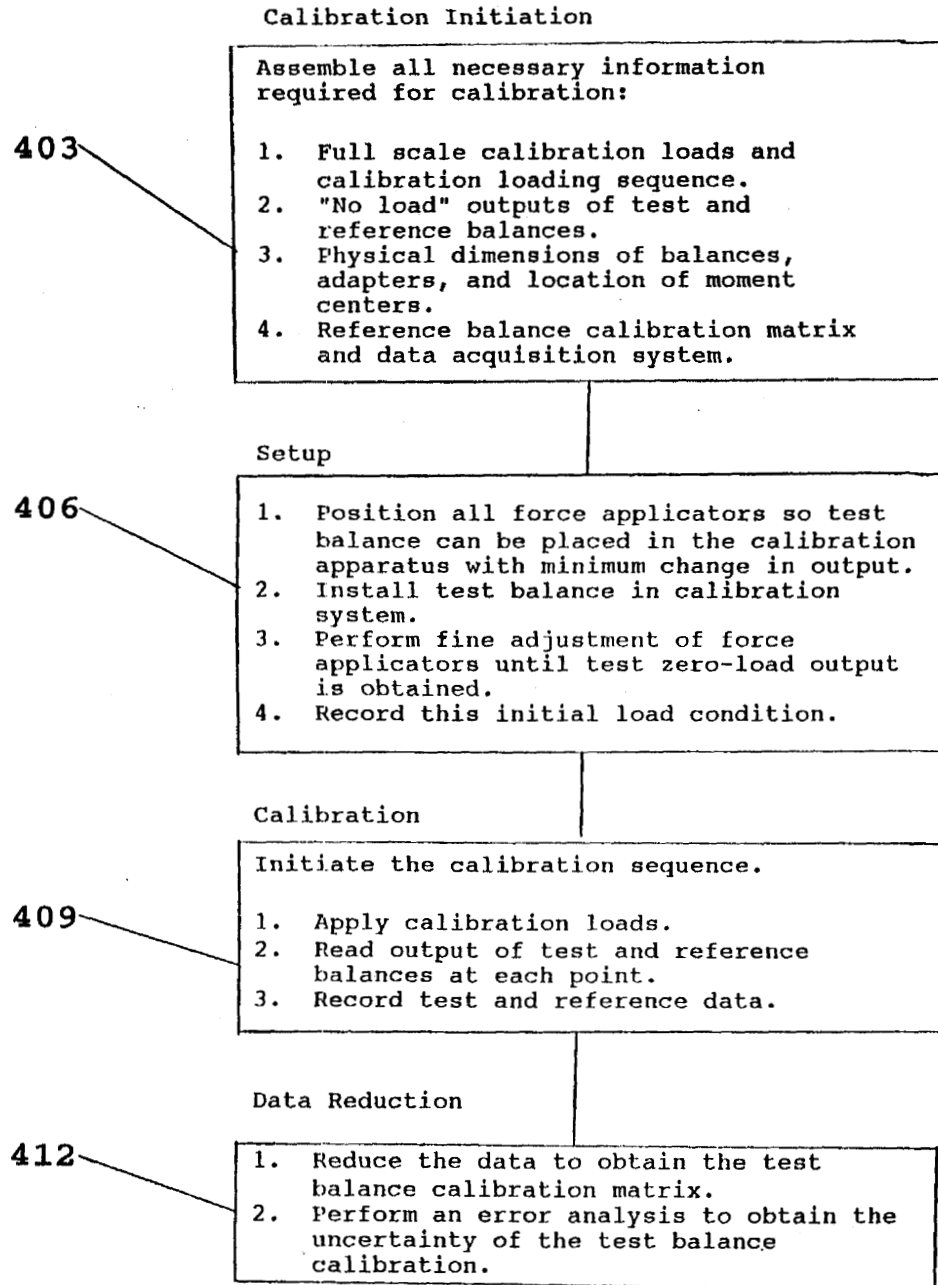 Calibration Initiation
Assemble all necessary information
required for calibration:
403
1. Full scale calibration loads and
calibration loading sequence.
2. "No load" outputs of test and
reference balances.
3. Physical dimensions of balances,
adapters, and location of moment
centers.
4. Reference balance calibration matrix
and data acquisition system.
Setup
406
1. Position all force applicators so test
balance can be placed in the calibration
apparatus with minimum change in output.
2. Install test balance in calibration
system.
3. Perform fine adjustment of force
applicators until test zero-load output
is obtained.
4. Record this initial load condition.
Calibration
Initiate the calibration sequence.
409
1. Apply calibration loads.
2. Read output of test and reference
balances at each point.
3. Record test and reference data.
Data Reduction
412
1. Reduce the data to obtain the test
balance calibration matrix.
2. Perform an error analysis to obtain the
uncertainty of the test balance
calibration.